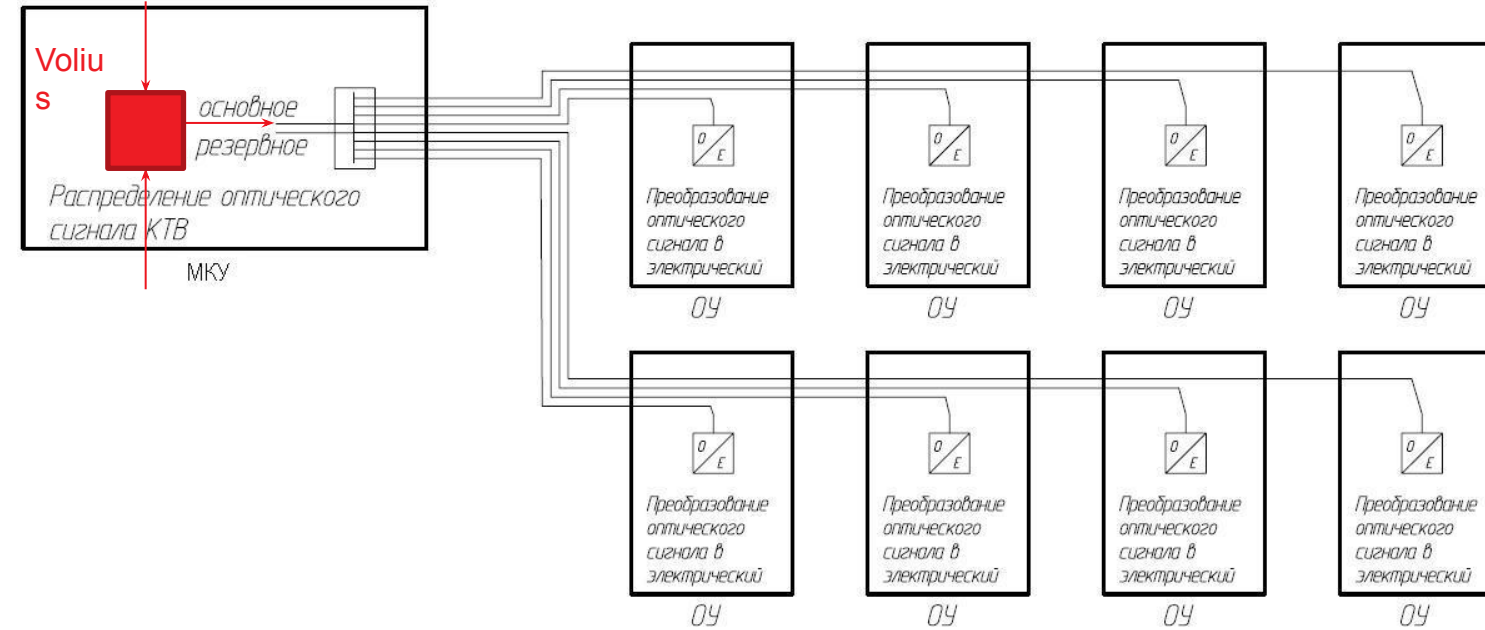 Voliu
s
основное
резервное
Распределение оптического
сигнала КТВ
МКУ
O/E
O/E
O/E
O/E
Преобразование
оптического
сигнала в
электрический
Преобразование
оптического
сигнала в
электрический
Преобразование
оптического
сигнала в
электрический
Преобразование
оптического
сигнала в
электрический
ОУ
ОУ
ОУ
ОУ
O/E
O/E
O/E
O/E
Преобразование
оптического
сигнала в
электрический
Преобразование
оптического
сигнала в
электрический
Преобразование
оптического
сигнала в
электрический
Преобразование
оптического
сигнала в
электрический
ОУ
ОУ
ОУ
ОУ